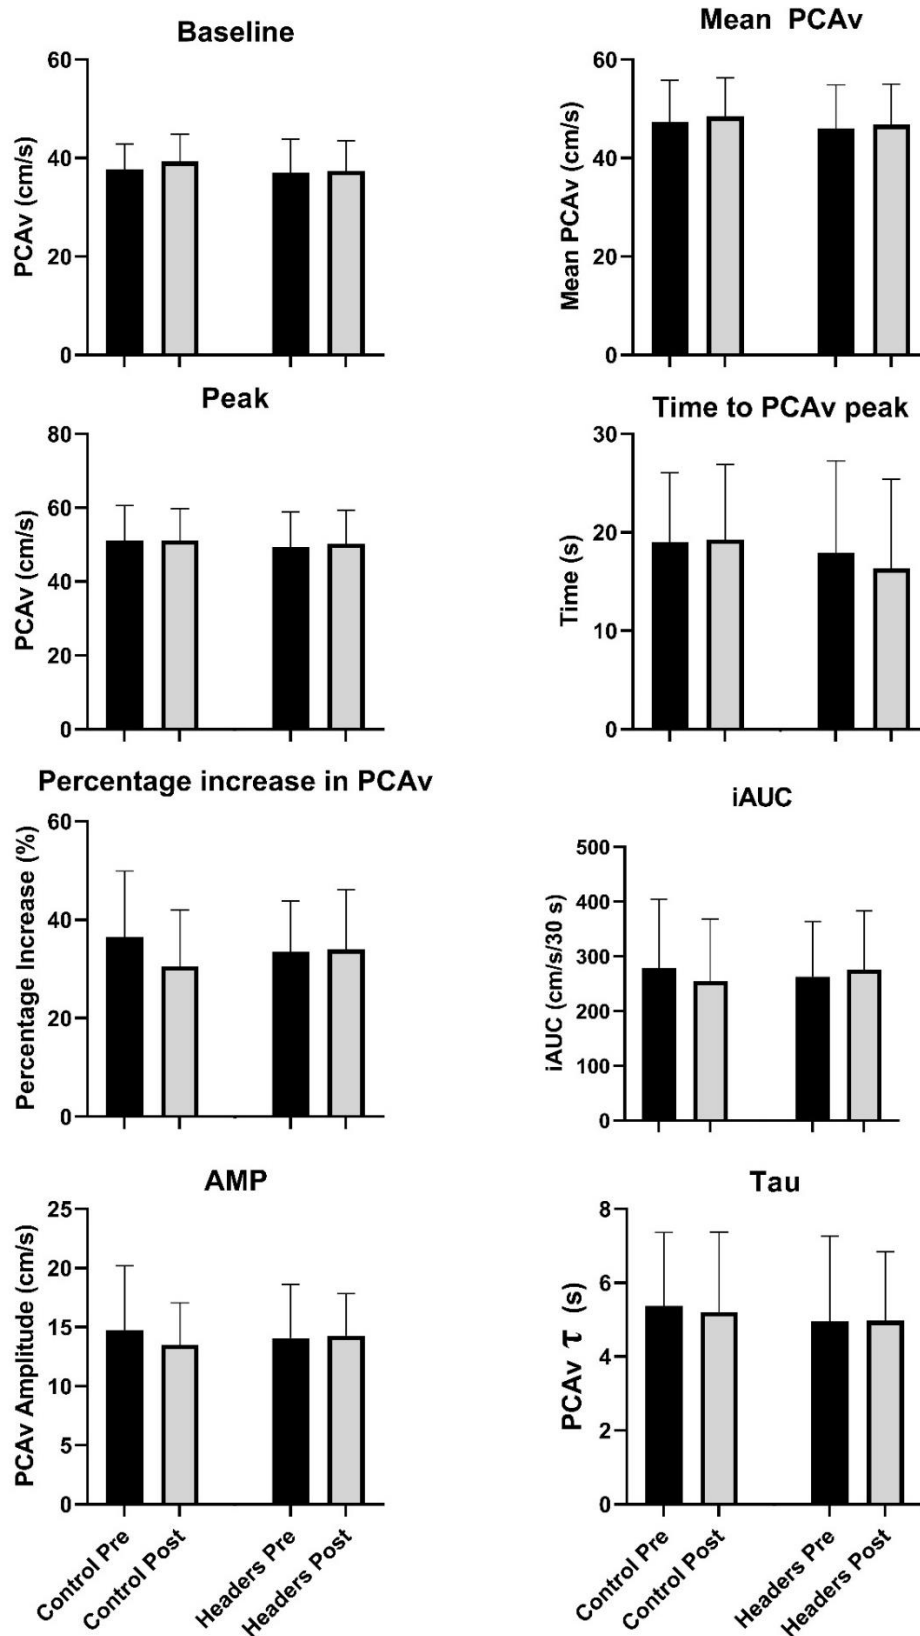 Baseline
60
40
20
0
PCAv (cm/s)
Mean PCAv
60
40
20
0
Mean PCAv (cm/s)
Peak
80
60
40
20
0
PCAv (cm/s)
Time to PCAv peak
30
20
10
0
Time (s)
Percentage increase in PCAv
60
40
20
0
Percentage Increase (%)
iAUC
500
400
300
200
100
0
iAUC (cm/s/30 s)
AMP
25
20
15
10
5
0
PCAv Amplitude (cm/s)
Control Pre
Control Post
Headers Pre
Headers Post
Tau
8
6
4
2
0
PCAv τ (s)
Control Pre
Control Post
Headers Pre
Headers Post